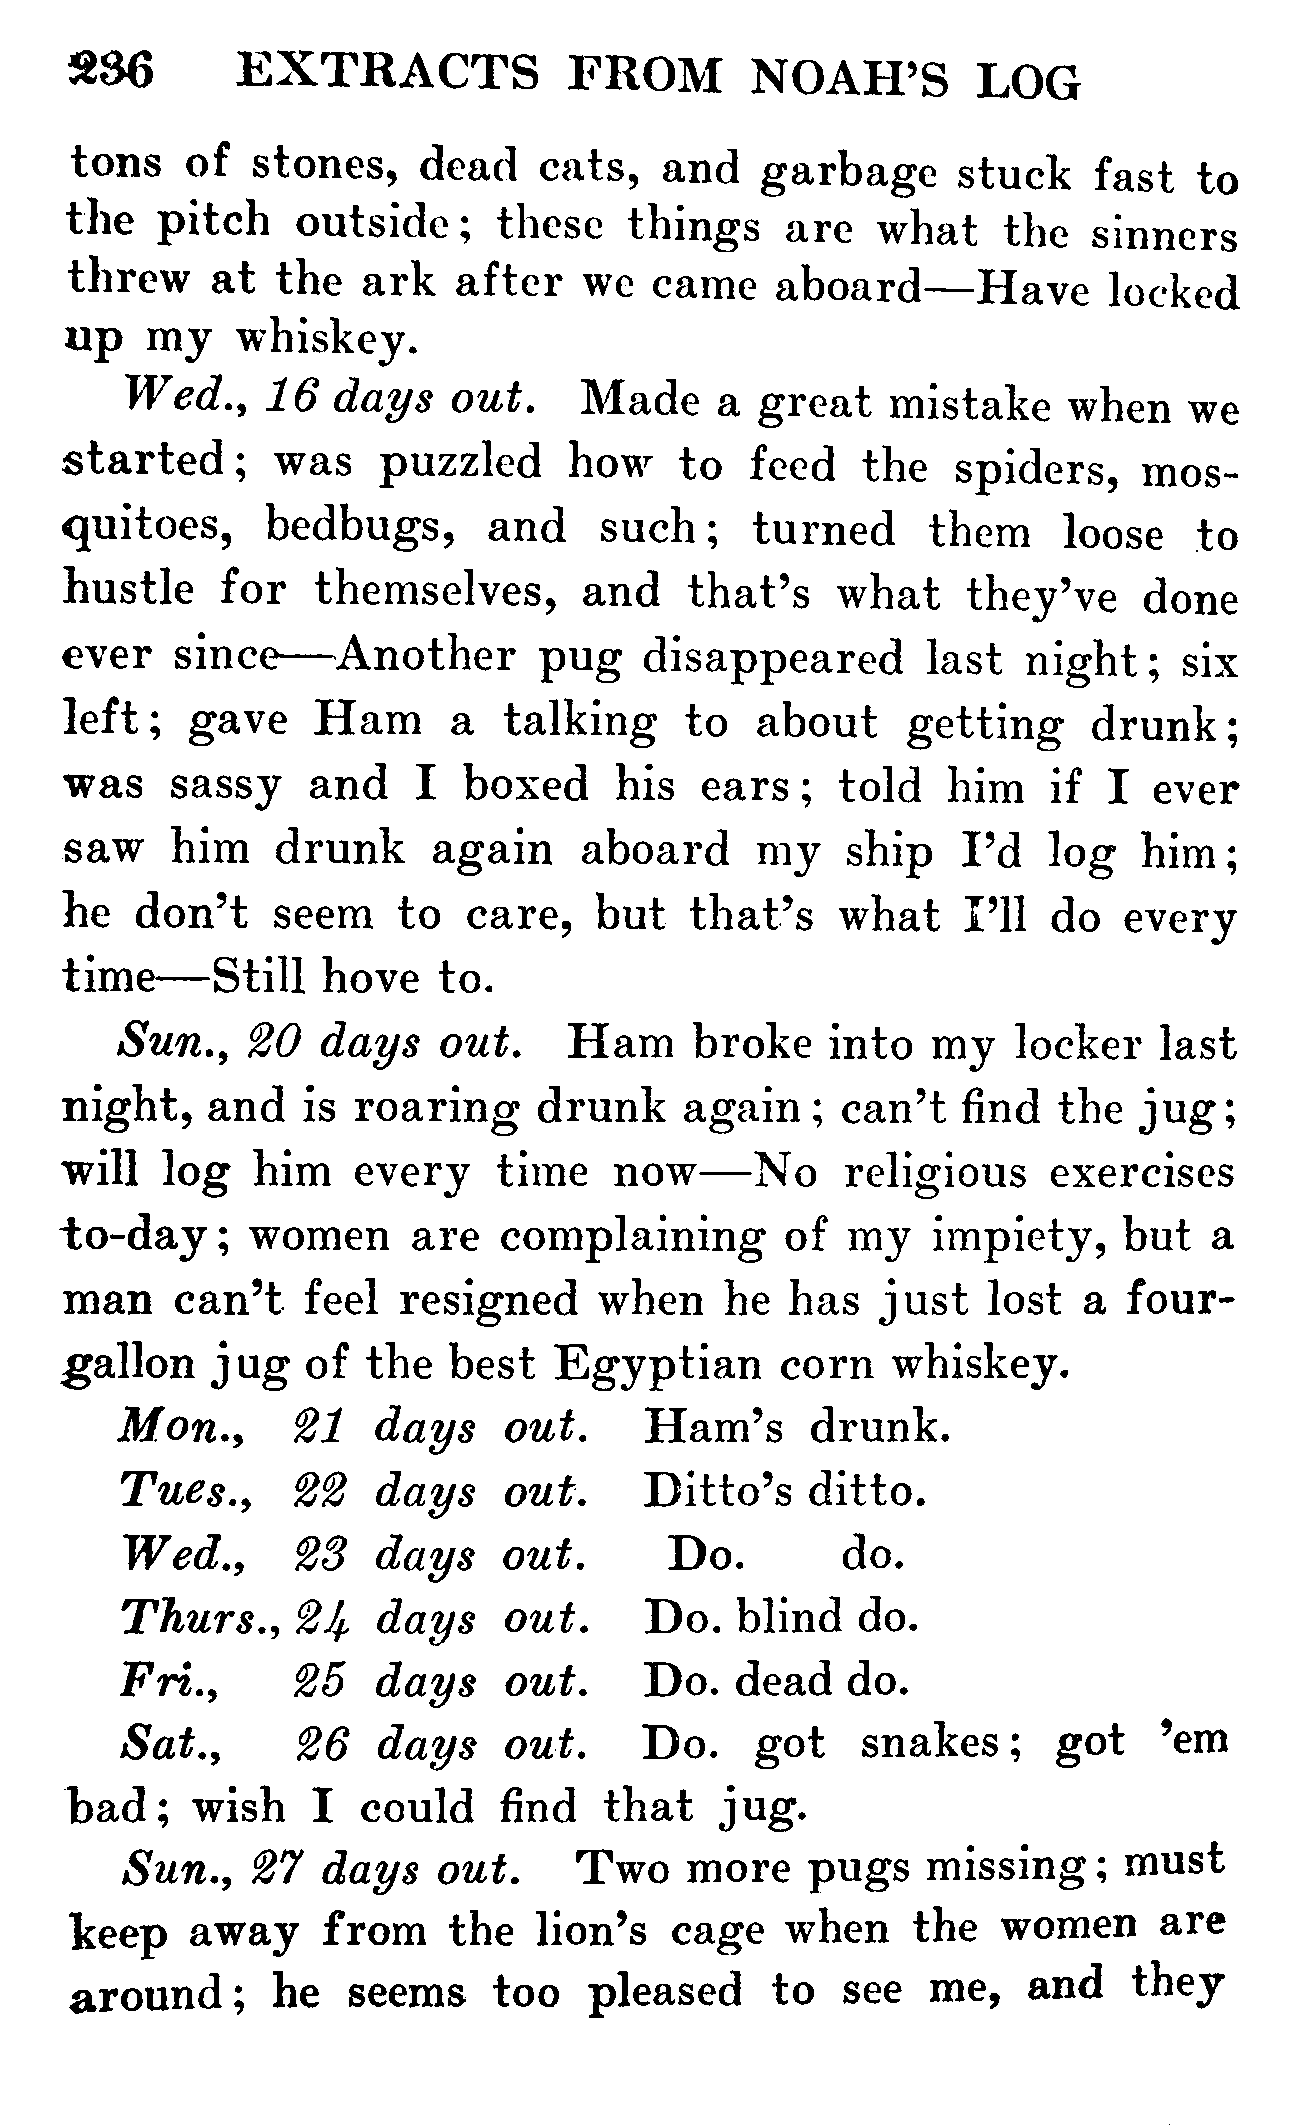 236 EXTRACTS FROM NOAH'S LOG
tons of stones, dead cats, and garbage stuck fast to
the pitch outside; these things are what the sinners
threw at the ark after we came aboard—Have locked
up my whiskey.
Wed., 16 days out. Made a great mistake when we
started; was puzzled how to feed the spiders, mos-
quitoes, bedbugs, and such; turned them loose to
hustle for themselves, and that's what they've done
ever since—Another pug disappeared last night; six
left; gave Ham a talking to about getting drunk;
was sassy and I boxed his ears; told him if I ever
saw him drunk again aboard my ship I'd log him;
he don't seem to care, but that's what I'll do every
time—Still hove to.
Sun., 20 days out. Ham broke into my locker last
night, and is roaring drunk again; can't find the jug;
will log him every time now—No religious exercises
to-day; women are complaining of my impiety, but a
man can't feel resigned when he has just lost a four-
gallon jug of the best Egyptian corn whiskey.
Mon., 21 days out. Ham's drunk.
Tues., 22 days out. Ditto's ditto.
Wed., 23 days out. Do. do.
Thurs., 24 days out. Do. blind do.
Fri., 25 days out. Do. dead do.
Sat., 26 days out. Do. got snakes; got 'em
bad; wish I could find that jug.
Sun., 27 days out. Two more pugs missing; must
keep away from the lion's cage when the women are
around; he seems too pleased to see me, and they